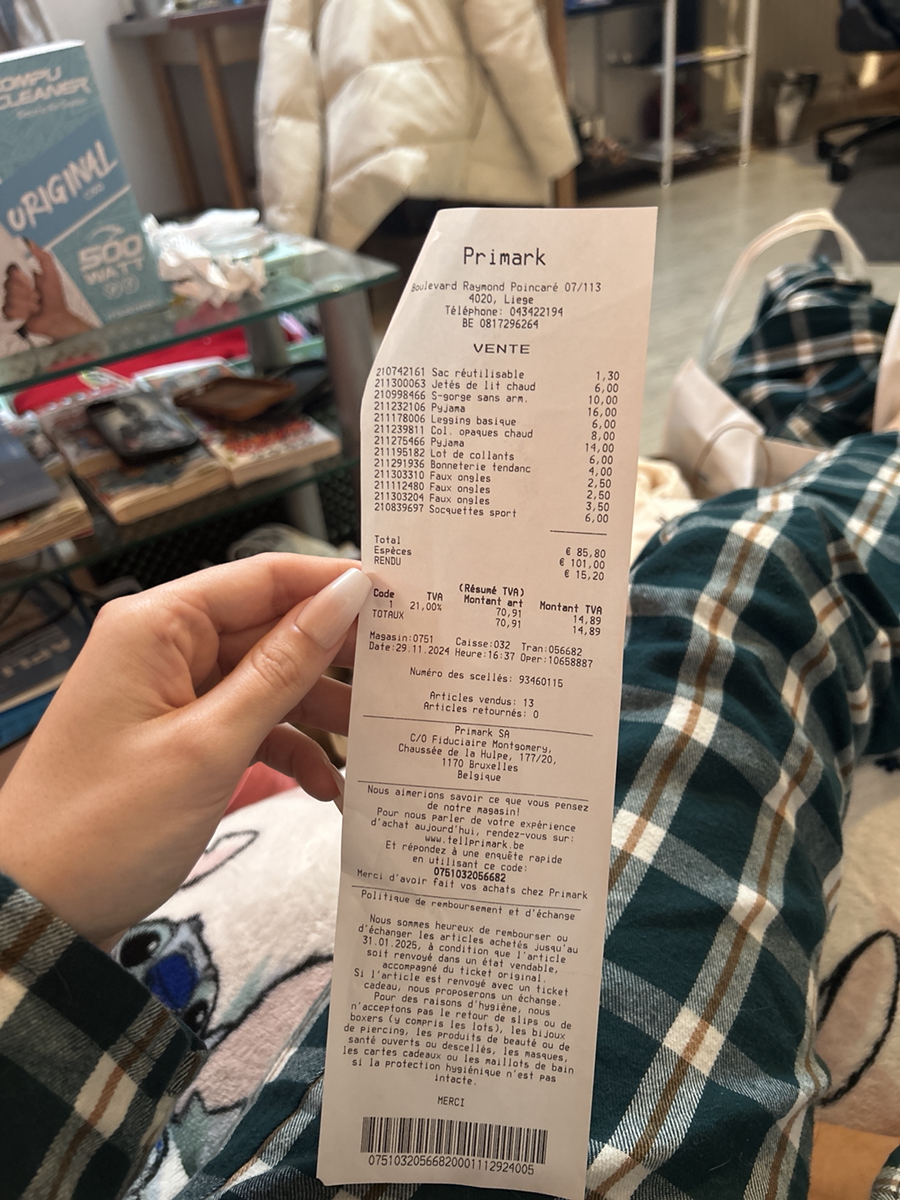 COMPU
CLEANER
ORIGINAL
500
WATT
Primark
Boulevard Raymond Poincaré 07/113
4020, Liege
Téléphone: 043422194
BE 0817296264
VENTE
210742161 Sac réutilisable 1,30
211300063 Jetés de lit chaud 6,00
210998466 S-gorge sans arm. 10,00
211232106 Pyjama 16,00
211178006 Legging basique 6,00
211239811 Col. opaques chaud 8,00
211275466 Pyjama 14,00
211195182 Lot de collants 6,00
211291936 Bonneterie tendanc 4,00
211303310 Faux ongles 2,50
211112480 Faux ongles 2,50
211303204 Faux ongles 3,50
210839697 Socquettes sport 6,00
Total € 85,80
Espèces € 101,00
RENDU € 15,20
(Résumé TVA)
Code TVA Montant art Montant TVA
1 21,00% 70,91 14,89
TOTAUX 70,91 14,89
Magasin:0751 Caisse:032 Tran:056682
Date:29.11.2024 Heure:16:37 Oper:10658887
Numéro des scellés: 93460115
Articles vendus: 13
Articles retournés: 0
Primark SA
C/O Fiduciaire Montgomery,
Chaussée de la Hulpe, 177/20,
1170 Bruxelles
Belgique
Nous aimerions savoir ce que vous pensez
de notre magasin!
Pour nous parler de votre expérience
d'achat aujourd'hui, rendez-vous sur:
www.tellprimark.be
Et répondez à une enquête rapide
en utilisant ce code:
0751032056682
Merci d'avoir fait vos achats chez Primark
Politique de remboursement et d'échange
Nous sommes heureux de rembourser ou
d'échanger les articles achetés jusqu'au
31.01.2025, à condition que l'article
soit renvoyé dans un état vendable,
accompagné du ticket original.
Si l'article est renvoyé avec un ticket
cadeau, nous proposerons un échange.
Pour des raisons d'hygiène, nous
n'acceptons pas le retour de slips ou de
boxers (y compris les lots), les bijoux
de piercing, les produits de beauté ou de
santé ouverts ou descellés, les masques,
les cartes cadeaux ou les maillots de bain
si la protection hygiénique n'est pas
intacte.
MERCI
07510320566820001112924005